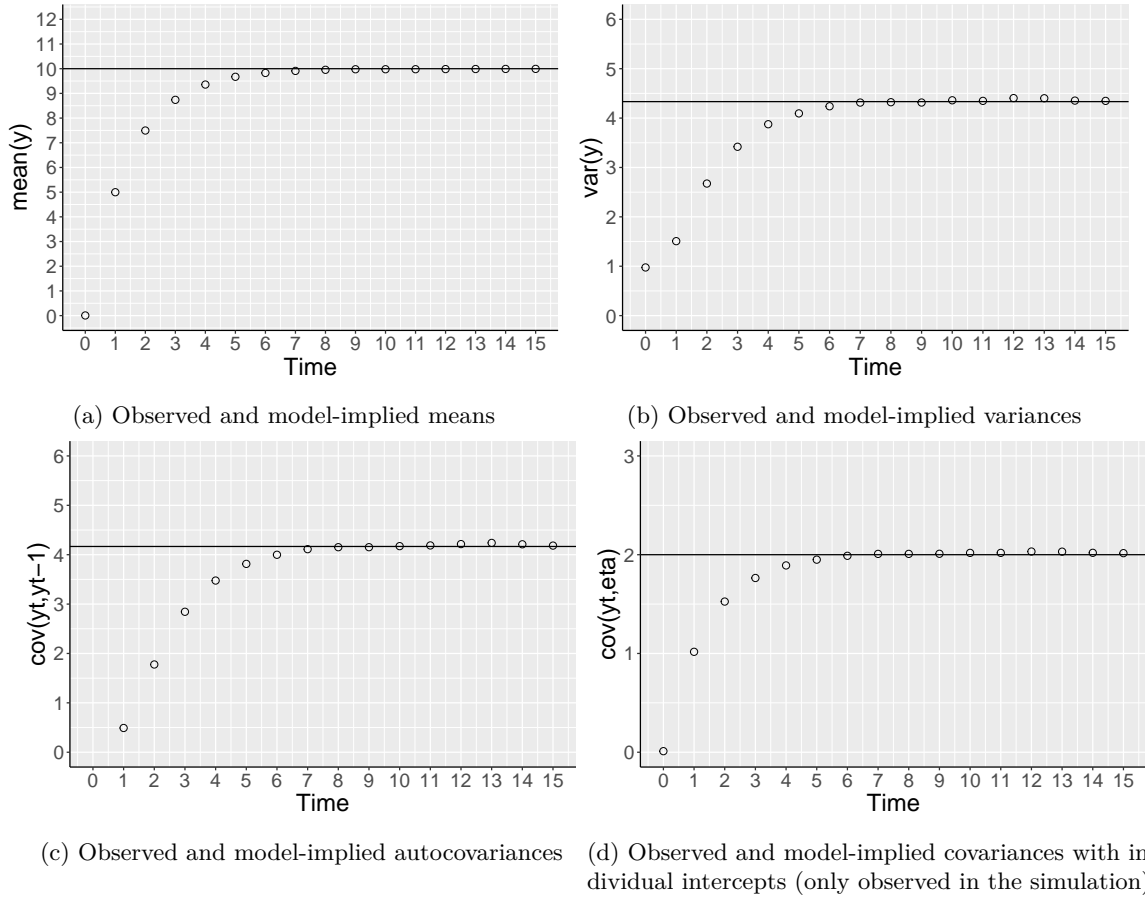 12
11
10
9
8
7
6
5
4
3
2
1
0
mean(y)
0 1 2 3 4 5 6 7 8 9 10 11 12 13 14 15
Time
(a) Observed and model-implied means
6
5
4
3
2
1
0
var(y)
0 1 2 3 4 5 6 7 8 9 10 11 12 13 14 15
Time
(b) Observed and model-implied variances
6
5
4
3
2
1
0
cov(yt,yt−1)
0 1 2 3 4 5 6 7 8 9 10 11 12 13 14 15
Time
(c) Observed and model-implied autocovariances
3
2
1
0
cov(yt,eta)
0 1 2 3 4 5 6 7 8 9 10 11 12 13 14 15
Time
(d) Observed and model-implied covariances with in
dividual intercepts (only observed in the simulation)